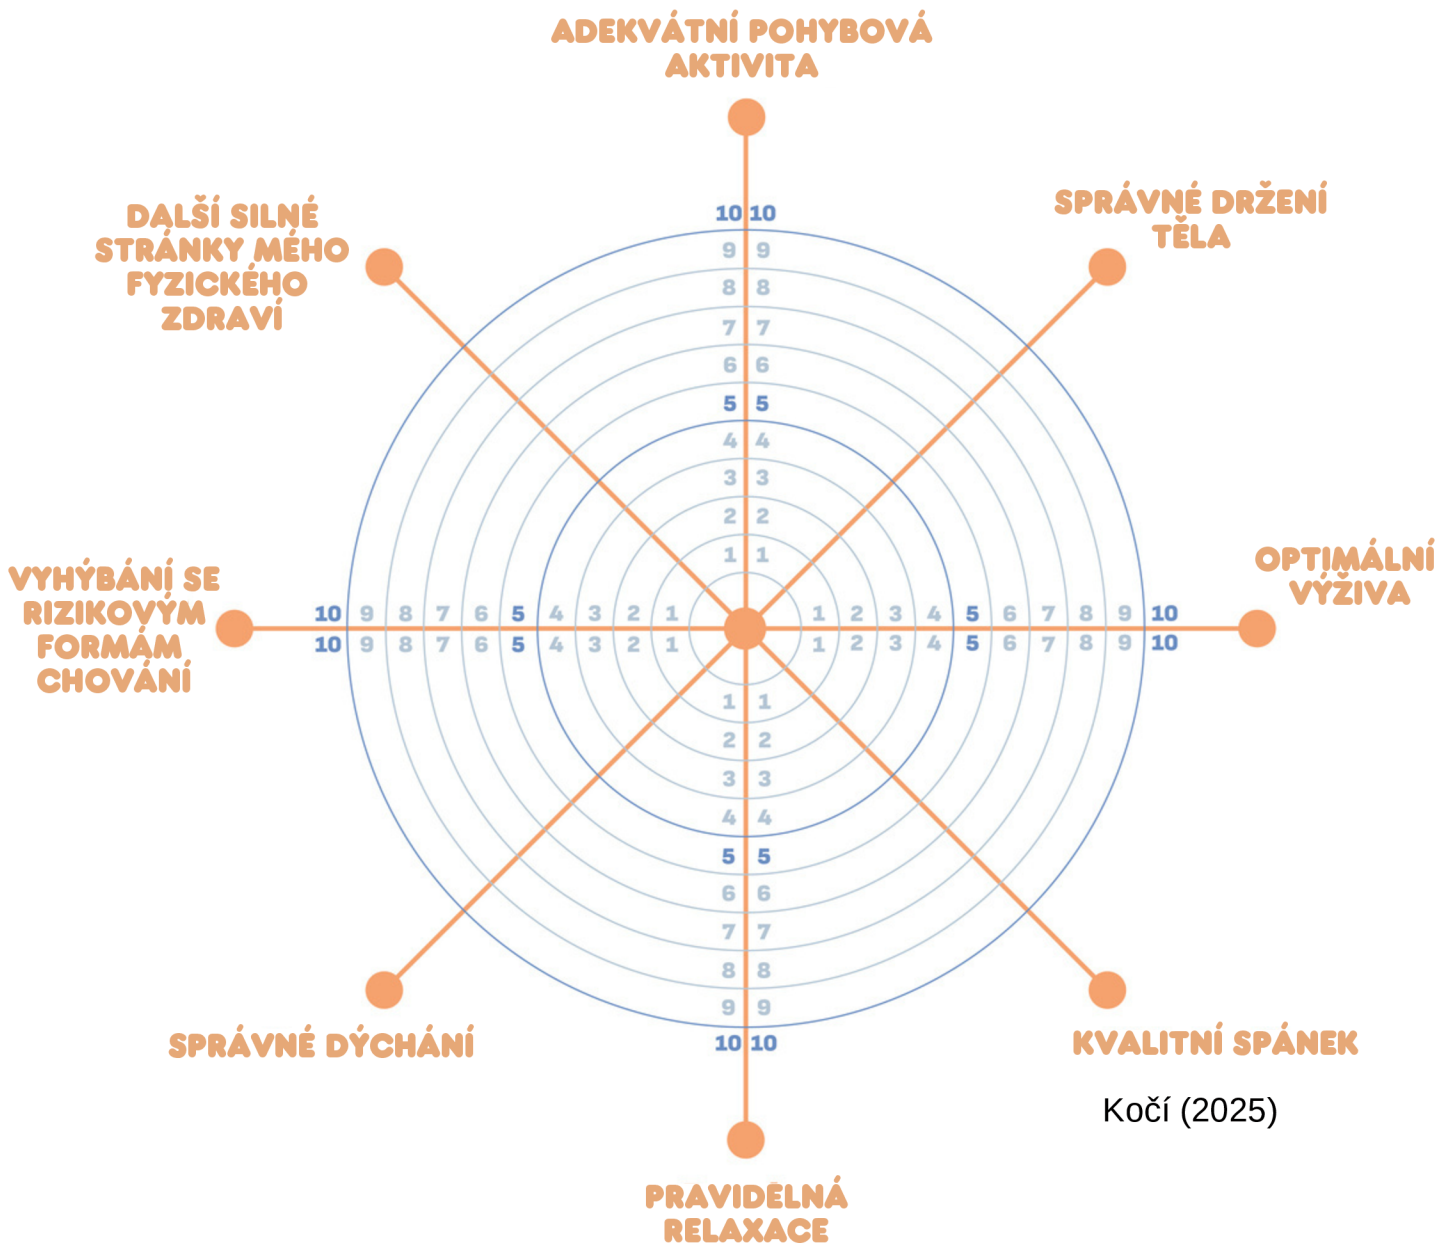 ADEKVÁTNÍ POHYBOVÁ
AKTIVITA
SPRÁVNÉ DRŽENÍ
TĚLA
DALŠÍ SILNÉ
STRÁNKY MÉHO
FYZICKÉHO
ZDRAVÍ
10 10
9 9
8 8
7 7
6 6
5 5
4 4
3 3
2 2
1 1
VYHÝBÁNÍ SE
RIZIKOVÝM
FORMÁM
CHOVÁNÍ
10 9 8 7 6 5 4 3 2 1 1 2 3 4 5 6 7 8 9 10
10 9 8 7 6 5 4 3 2 1 1 2 3 4 5 6 7 8 9 10
OPTIMÁLNÍ
VÝŽIVA
1 1
2 2
3 3
4 4
5 5
6 6
7 7
8 8
9 9
10 10
SPRÁVNÉ DÝCHÁNÍ
KVALITNÍ SPÁNEK
Kočí (2025)
PRAVIDELNÁ
RELAXACE